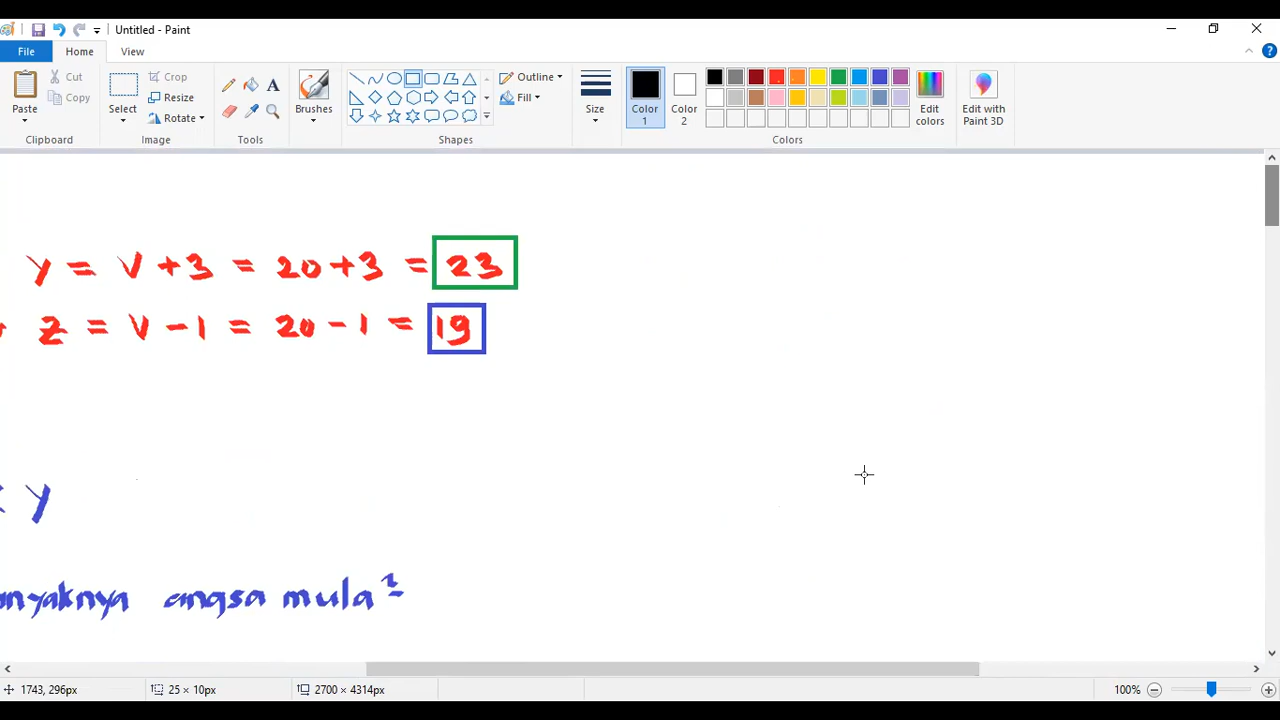 Untitled - Paint
File Home View
Paste
Cut
Copy
Clipboard
Select
Crop
Resize
Rotate
Image
Tools
Brushes
Outline
Fill
Shapes
Size
Color 1
Color 2
Edit colors
Edit with Paint 3D
Colors
y = v + 3 = 20 + 3 = 23
z = v - 1 = 20 - 1 = 19
y
angsa mula²
1743, 296px
25 × 10px
2700 × 4314px
100%